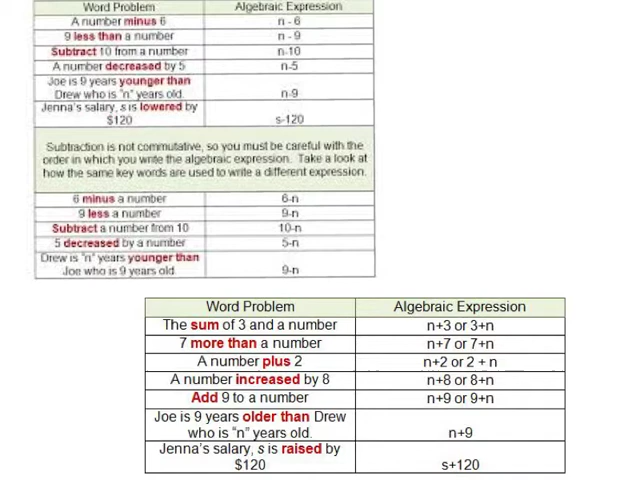 Word Problem Algebraic Expression
A number minus 6 n - 6
9 less than a number n - 9
Subtract 10 from a number n-10
A number decreased by 5 n-5
Joe is 9 years younger than
Drew who is "n" years old. n-9
Jenna's salary, s is lowered by
$120 s-120
Subtraction is not commutative, so you must be careful with the
order in which you write the algebraic expression. Take a look at
how the same key words are used to write a different expression.
6 minus a number 6-n
9 less a number 9-n
Subtract a number from 10 10-n
5 decreased by a number 5-n
Drew is "n" years younger than
Joe who is 9 years old. 9-n
Word Problem Algebraic Expression
The sum of 3 and a number n+3 or 3+n
7 more than a number n+7 or 7+n
A number plus 2 n+2 or 2 + n
A number increased by 8 n+8 or 8+n
Add 9 to a number n+9 or 9+n
Joe is 9 years older than Drew
who is "n" years old. n+9
Jenna's salary, s is raised by
$120 s+120